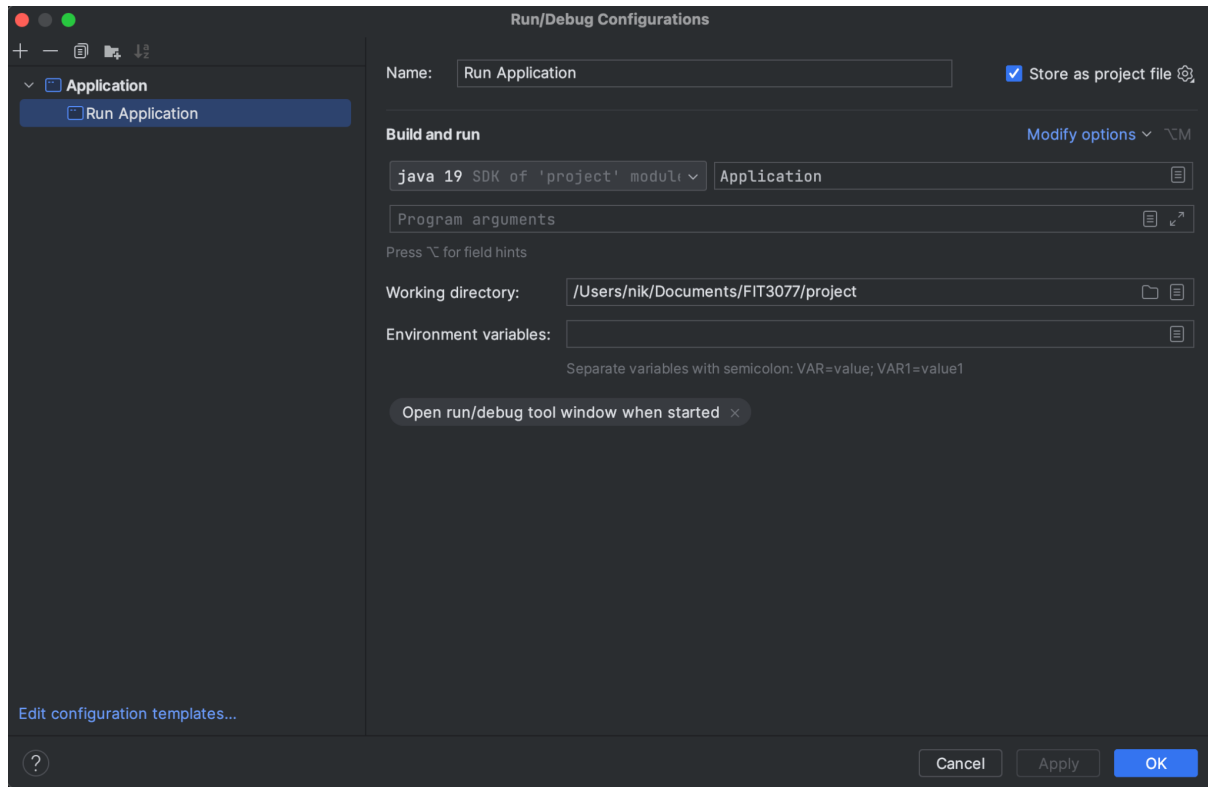 Run/Debug Configurations
Application
Run Application
Edit configuration templates...
Name: Run Application
Store as project file
Build and run
Modify options ⌥M
java 19 SDK of 'project' module Application
Program arguments
Press ⌥ for field hints
Working directory: /Users/nik/Documents/FIT3077/project
Environment variables:
Separate variables with semicolon: VAR=value; VAR1=value1
Open run/debug tool window when started ×
? Cancel Apply OK